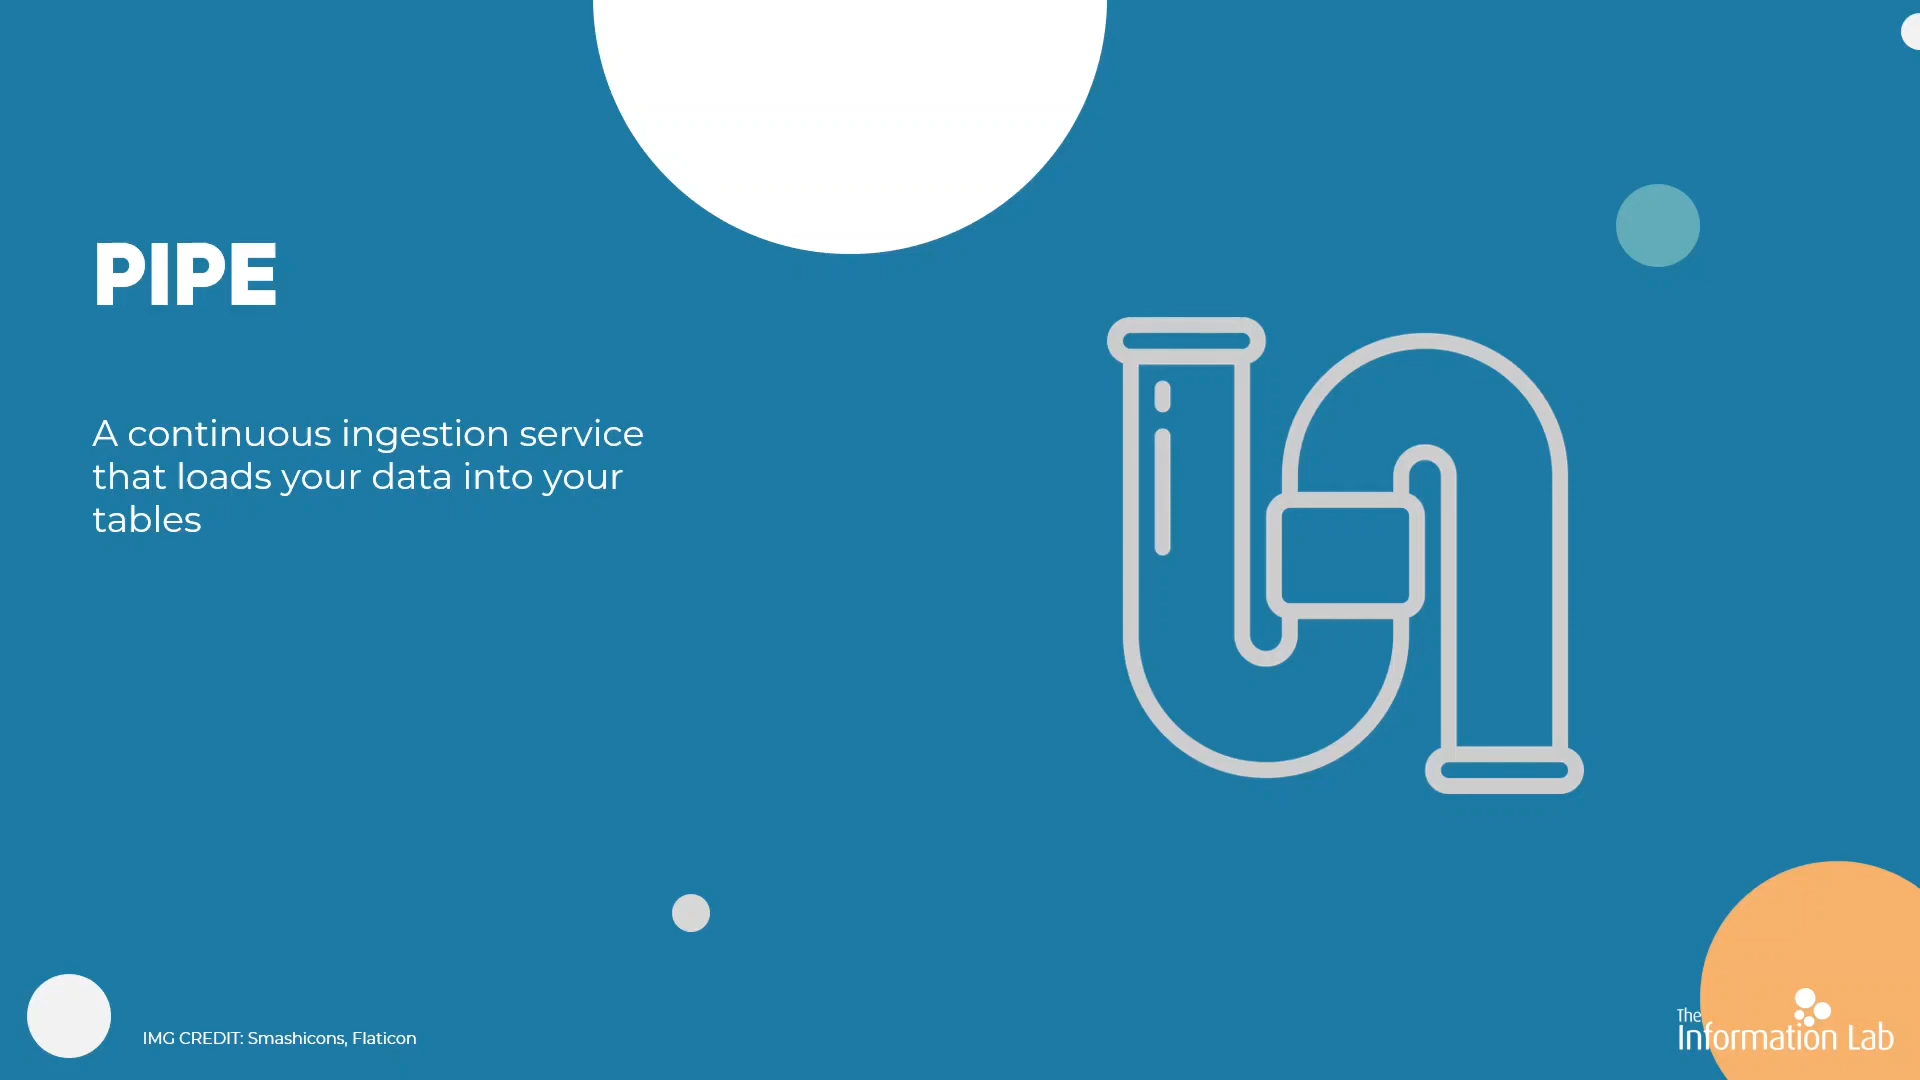 PIPE
A continuous ingestion service
that loads your data into your
tables
IMG CREDIT: Smashicons, Flaticon
The
Information Lab